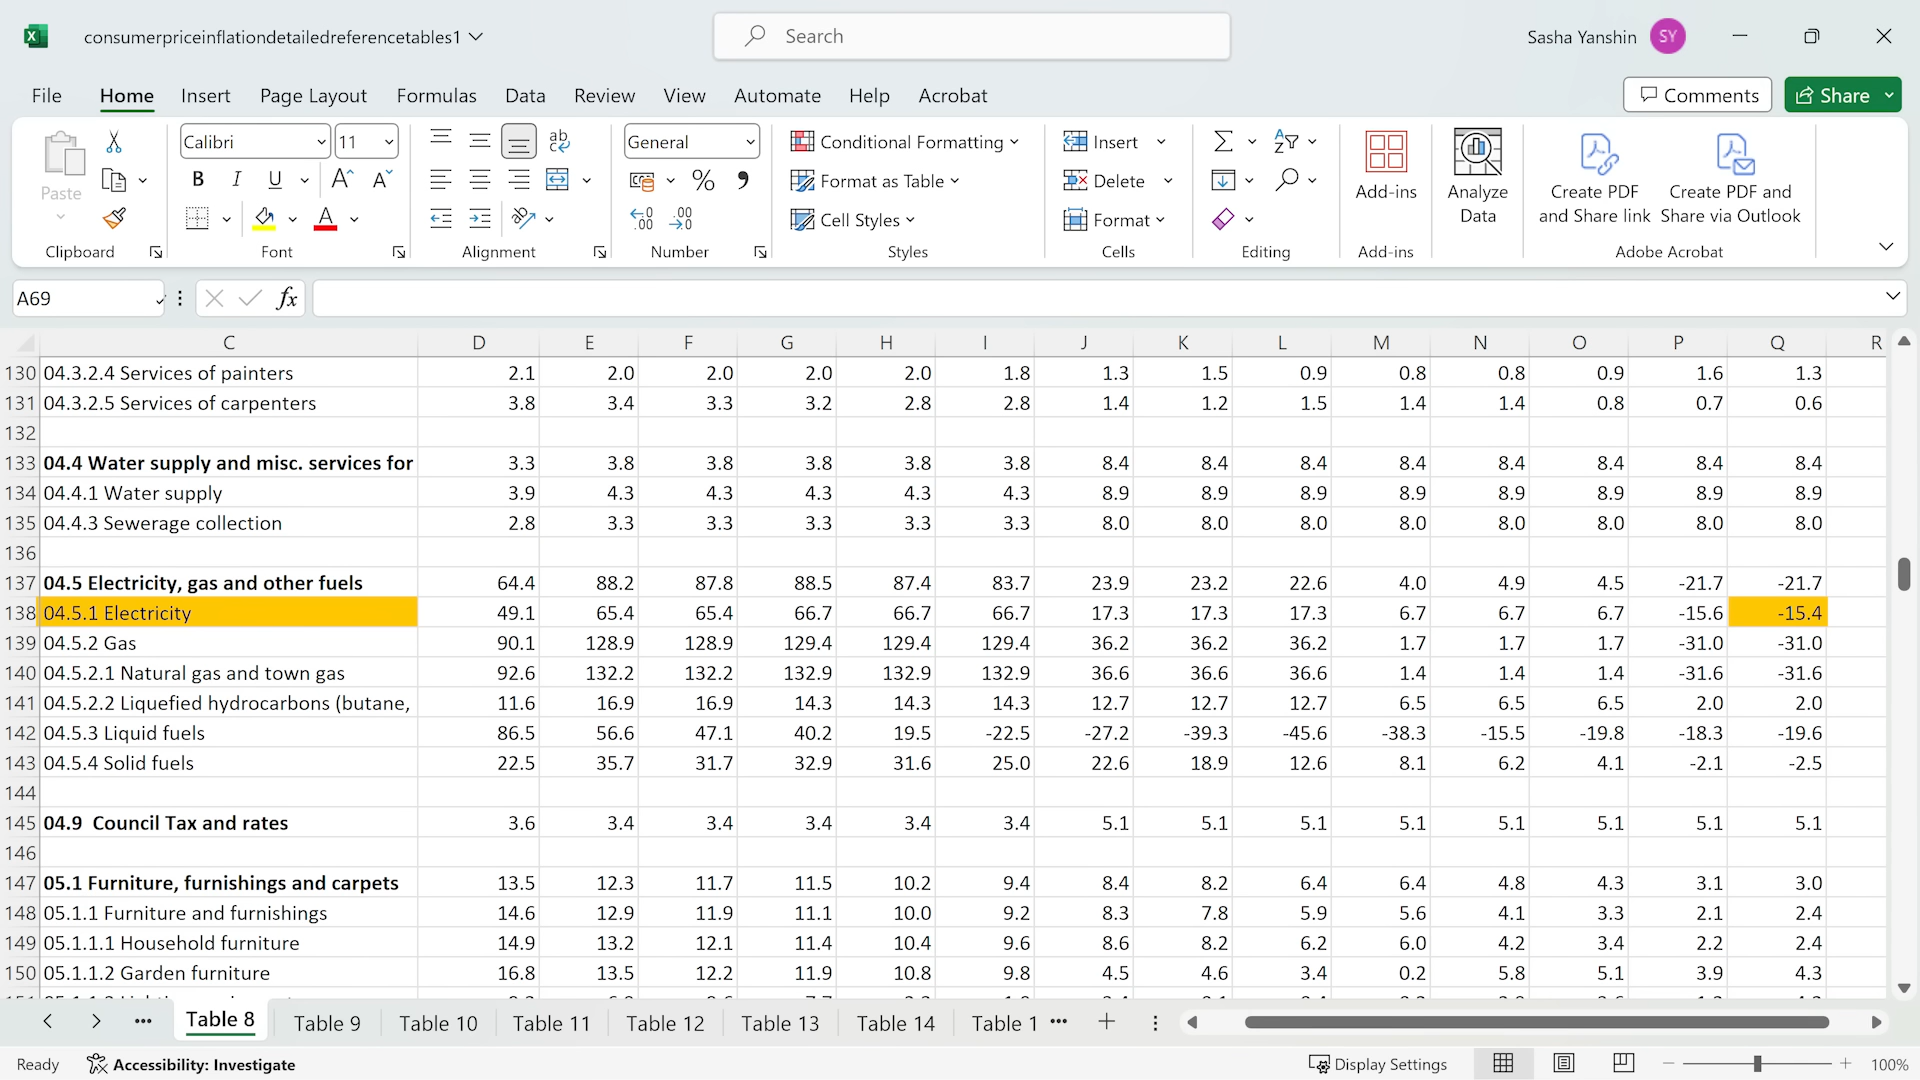 consumerpriceinflationdetailedreferencetables1
Search
Sasha Yanshin SY
File Home Insert Page Layout Formulas Data Review View Automate Help Acrobat
Comments Share
Paste
Calibri 11
B I U
ab
General
% 9
Conditional Formatting
Format as Table
Cell Styles
Insert
Delete
Format
Add-ins
Analyze
Data
Create PDF
and Share link
Create PDF and
Share via Outlook
Clipboard Font Alignment Number Styles Cells Editing Add-ins Adobe Acrobat
A69 fx
C D E F G H I J K L M N O P Q R
130 04.3.2.4 Services of painters 2.1 2.0 2.0 2.0 2.0 1.8 1.3 1.5 0.9 0.8 0.8 0.9 1.6 1.3
131 04.3.2.5 Services of carpenters 3.8 3.4 3.3 3.2 2.8 2.8 1.4 1.2 1.5 1.4 1.4 0.8 0.7 0.6
132
133 04.4 Water supply and misc. services for 3.3 3.8 3.8 3.8 3.8 3.8 8.4 8.4 8.4 8.4 8.4 8.4 8.4 8.4
134 04.4.1 Water supply 3.9 4.3 4.3 4.3 4.3 4.3 8.9 8.9 8.9 8.9 8.9 8.9 8.9 8.9
135 04.4.3 Sewerage collection 2.8 3.3 3.3 3.3 3.3 3.3 8.0 8.0 8.0 8.0 8.0 8.0 8.0 8.0
136
137 04.5 Electricity, gas and other fuels 64.4 88.2 87.8 88.5 87.4 83.7 23.9 23.2 22.6 4.0 4.9 4.5 -21.7 -21.7
138 04.5.1 Electricity 49.1 65.4 65.4 66.7 66.7 66.7 17.3 17.3 17.3 6.7 6.7 6.7 -15.6 -15.4
139 04.5.2 Gas 90.1 128.9 128.9 129.4 129.4 129.4 36.2 36.2 36.2 1.7 1.7 1.7 -31.0 -31.0
140 04.5.2.1 Natural gas and town gas 92.6 132.2 132.2 132.9 132.9 132.9 36.6 36.6 36.6 1.4 1.4 1.4 -31.6 -31.6
141 04.5.2.2 Liquefied hydrocarbons (butane, 11.6 16.9 16.9 14.3 14.3 14.3 12.7 12.7 12.7 6.5 6.5 6.5 2.0 2.0
142 04.5.3 Liquid fuels 86.5 56.6 47.1 40.2 19.5 -22.5 -27.2 -39.3 -45.6 -38.3 -15.5 -19.8 -18.3 -19.6
143 04.5.4 Solid fuels 22.5 35.7 31.7 32.9 31.6 25.0 22.6 18.9 12.6 8.1 6.2 4.1 -2.1 -2.5
144
145 04.9 Council Tax and rates 3.6 3.4 3.4 3.4 3.4 3.4 5.1 5.1 5.1 5.1 5.1 5.1 5.1 5.1
146
147 05.1 Furniture, furnishings and carpets 13.5 12.3 11.7 11.5 10.2 9.4 8.4 8.2 6.4 6.4 4.8 4.3 3.1 3.0
148 05.1.1 Furniture and furnishings 14.6 12.9 11.9 11.1 10.0 9.2 8.3 7.8 5.9 5.6 4.1 3.3 2.1 2.4
149 05.1.1.1 Household furniture 14.9 13.2 12.1 11.4 10.4 9.6 8.6 8.2 6.2 6.0 4.2 3.4 2.2 2.4
150 05.1.1.2 Garden furniture 16.8 13.5 12.2 11.9 10.8 9.8 4.5 4.6 3.4 0.2 5.8 5.1 3.9 4.3
Table 8 Table 9 Table 10 Table 11 Table 12 Table 13 Table 14 Table 1
Ready Accessibility: Investigate Display Settings 100%